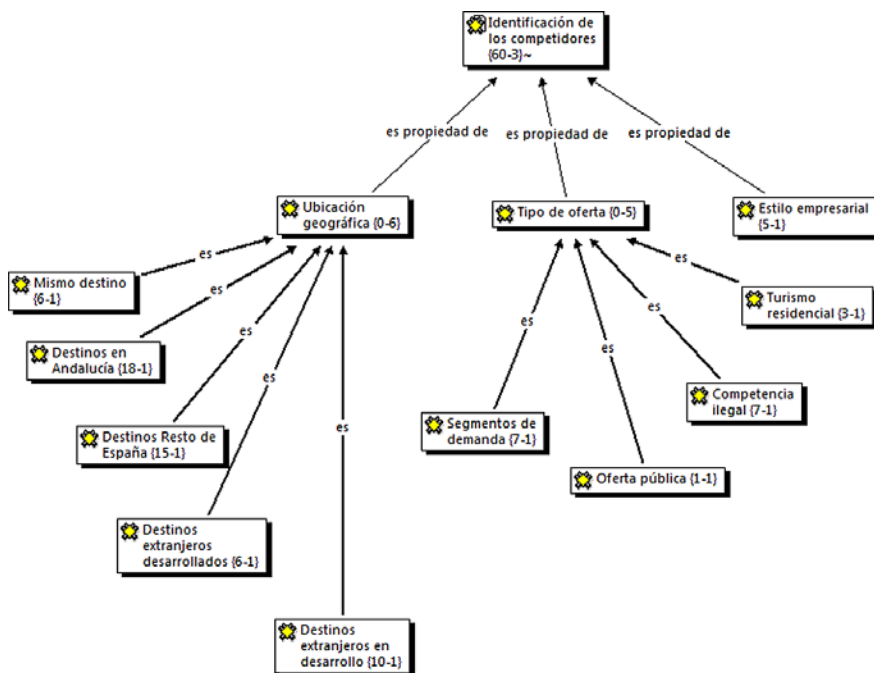 Identificación de
los competidores
{60-3}~
es propiedad de
es propiedad de
es propiedad de
Ubicación
geográfica {0-6}
Tipo de oferta {0-5}
Estilo empresarial
{5-1}
es
Mismo destino
{6-1}
es
Destinos en
Andalucía {18-1}
es
Destinos Resto de
España {15-1}
es
Destinos
extranjeros
desarrollados {6-1}
es
Destinos
extranjeros en
desarrollo {10-1}
es
Turismo
residencial {3-1}
es
Competencia
ilegal {7-1}
es
Segmentos de
demanda {7-1}
es
Oferta pública {1-1}